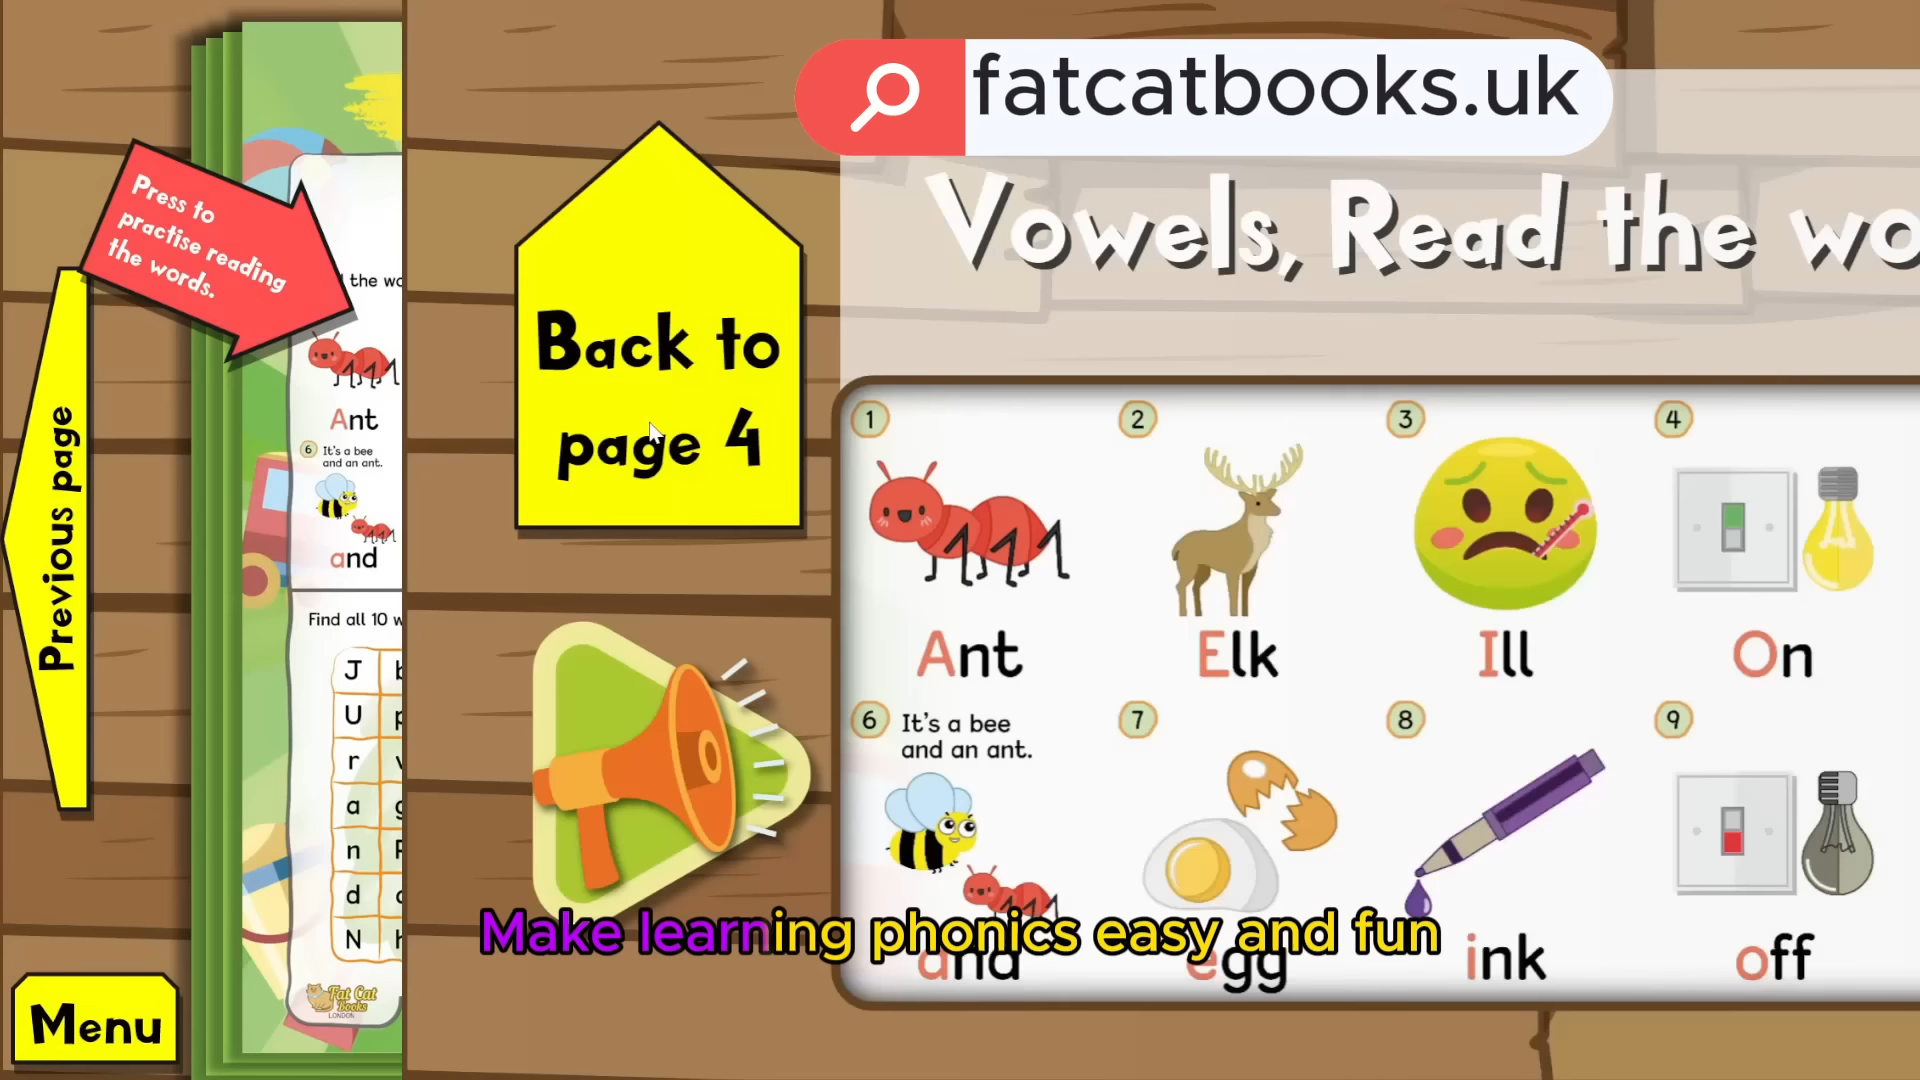 fatcatbooks.uk
Vowels, Read the wo
Press to
practise reading
the words.
Previous page
Menu
the wo
Ant
6 It's a bee
and an ant.
and
Find all 10 w
J
U
r
a
n
d
N
Fat Cat
Books
LONDON
Back to
page 4
1
Ant
2
Elk
3
Ill
4
On
6 It's a bee
and an ant.
and
7
egg
8
ink
9
off
Make learning phonics easy and fun